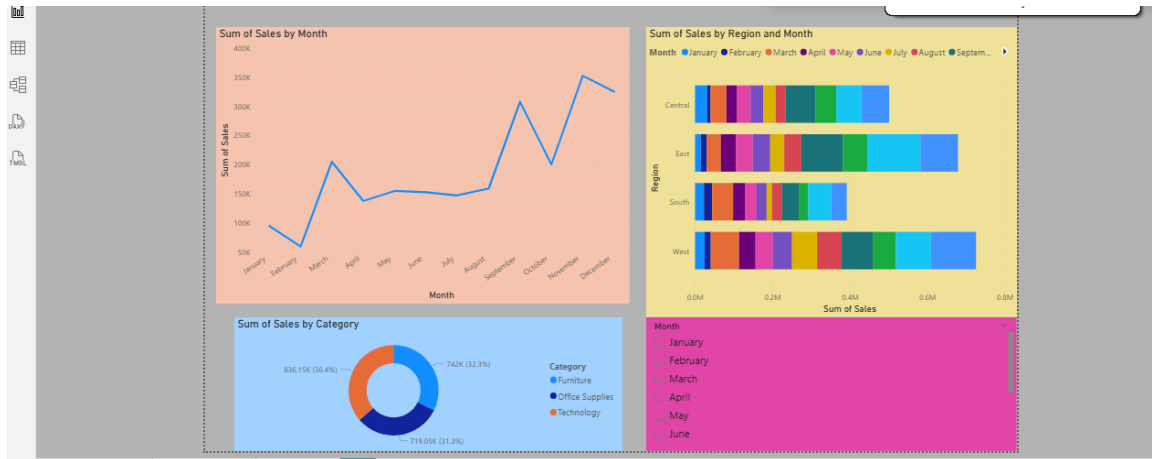 DAX
TMDL
Sum of Sales by Month
400K
350K
300K
250K
200K
150K
100K
50K
Sum of Sales
January
February
March
April
May
June
July
August
September
October
November
December
Month
Sum of Sales by Region and Month
Month January February March April May June July August Septem...
Central
East
South
West
Region
0.0M 0.2M 0.4M 0.6M 0.8M
Sum of Sales
Sum of Sales by Category
836.15K (36.4%)
742K (32.3%)
719.05K (31.3%)
Category
Furniture
Office Supplies
Technology
Month
January
February
March
April
May
June